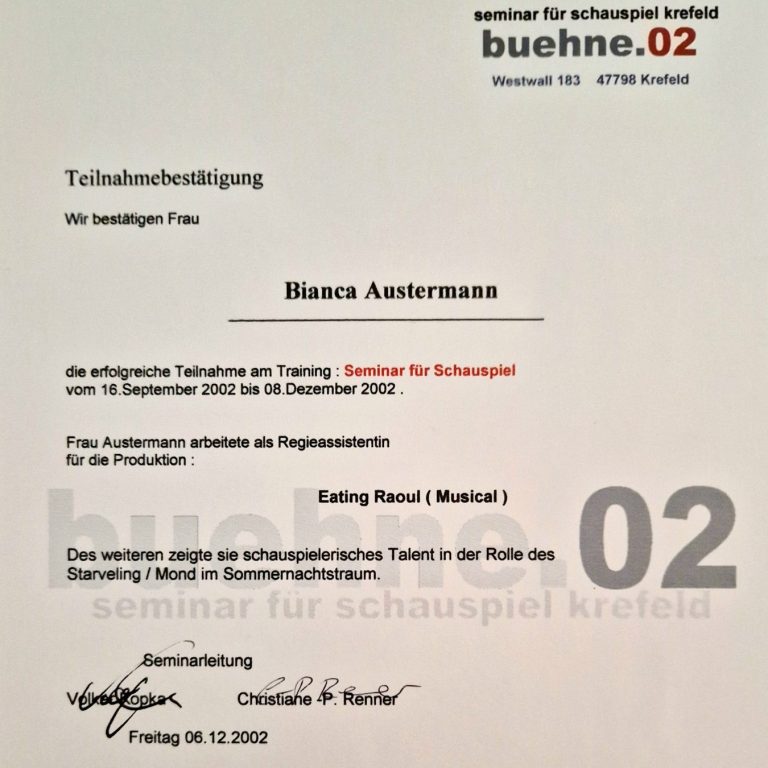 seminar für schauspiel krefeld
buehne.02
Westwall 183 47798 Krefeld
Teilnahmebestätigung
Wir bestätigen Frau
Bianca Austermann
die erfolgreiche Teilnahme am Training : Seminar für Schauspiel
vom 16.September 2002 bis 08.Dezember 2002 .
Frau Austermann arbeitete als Regieassistentin
für die Produktion :
Eating Raoul ( Musical )
buehne.02
Des weiteren zeigte sie schauspielerisches Talent in der Rolle des
Starveling / Mond im Sommernachtstraum.
seminar für schauspiel krefeld
Seminarleitung
Volker Kopka Christiane -P. Renner
Freitag 06.12.2002